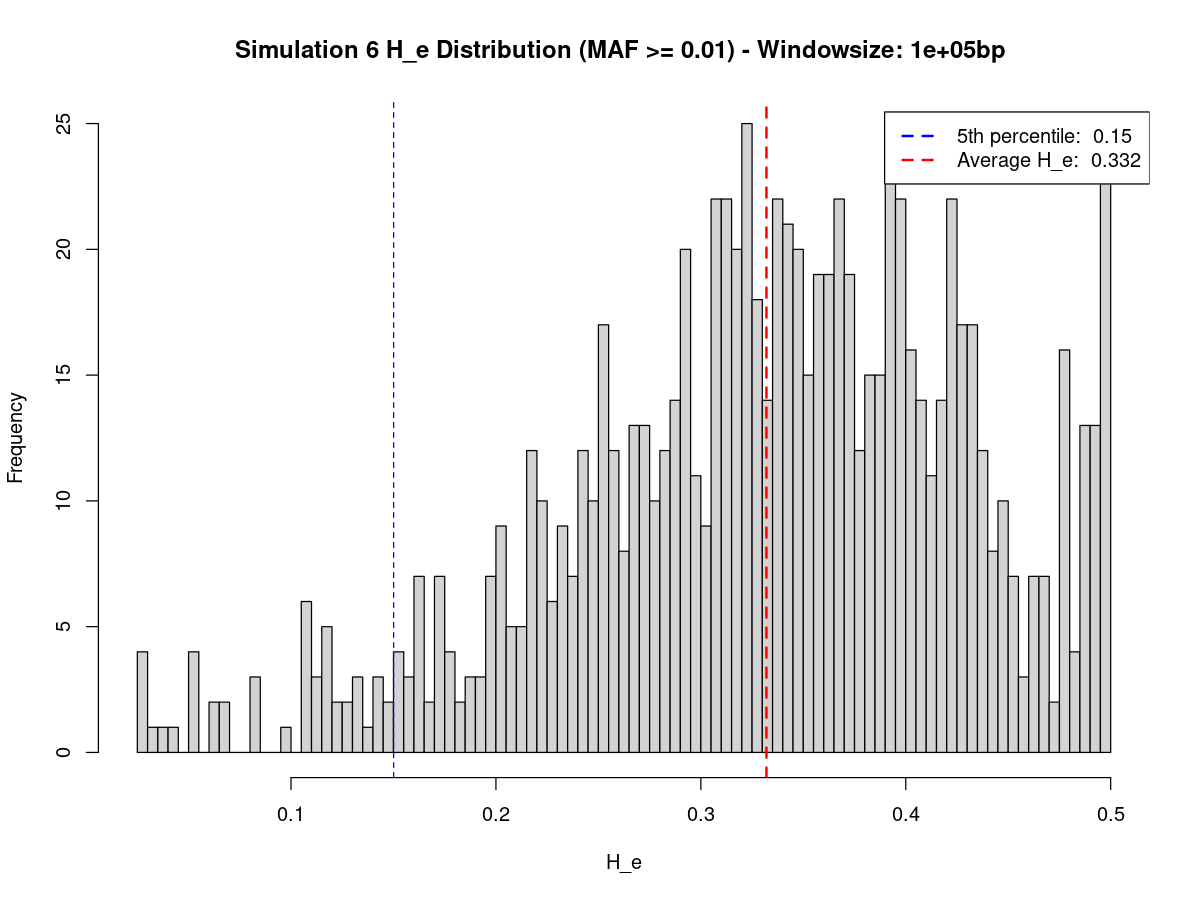 Simulation 6 H_e Distribution (MAF >= 0.01) - Windowsize: 1e+05bp
5th percentile: 0.15
Average H_e: 0.332
Frequency
25
20
15
10
5
0
0.1 0.2 0.3 0.4 0.5
H_e